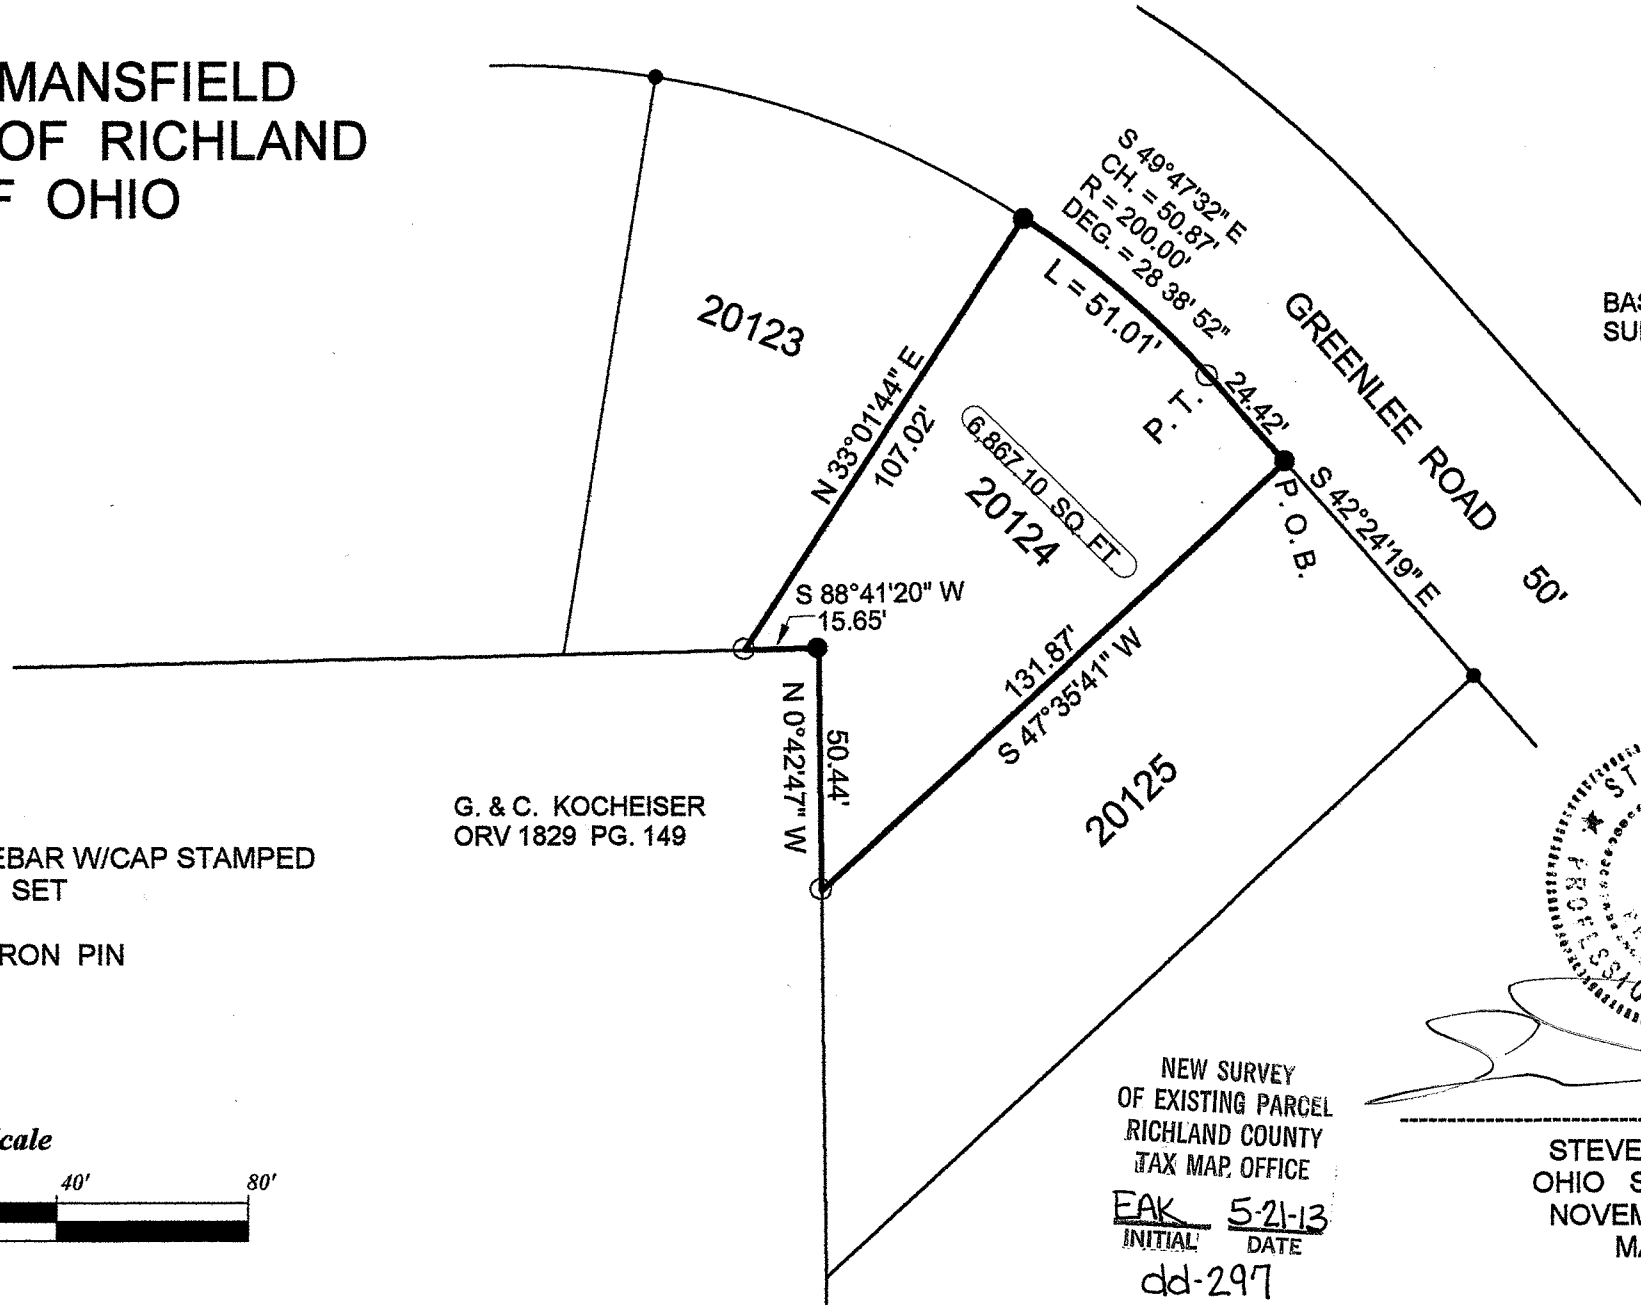 MANSFIELD
OF RICHLAND
F OHIO
S 49°47'32" E
CH. = 50.87'
R = 200.00'
DEG. = 28 38' 52"
L = 51.01'
GREENLEE ROAD
50'
BAS
SU
20123
N 33°01'44" E
107.02'
P. T.
24.42'
6,867.10 SQ. FT.
20124
P. O. B.
S 42°24'19" E
S 88°41'20" W
15.65'
131.87'
S 47°35'41" W
N 0°42'47" W
50.44'
20125
G. & C. KOCHEISER
ORV 1829 PG. 149
EBAR W/CAP STAMPED
SET
RON PIN
cale
40' 80'
ST
PROFESSIO
NEW SURVEY
OF EXISTING PARCEL
RICHLAND COUNTY
TAX MAP OFFICE
EAK 5-21-13
INITIAL DATE
dd-297
STEVE
OHIO S
NOVEM
MA